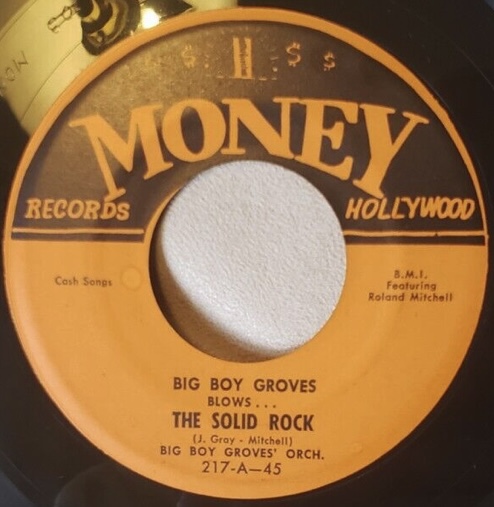 $ $ $
MONEY
RECORDS HOLLYWOOD
Cash Songs
B.M.I.
Featuring
Roland Mitchell
BIG BOY GROVES
BLOWS...
THE SOLID ROCK
(J. Gray - Mitchell)
BIG BOY GROVES' ORCH.
217-A—45